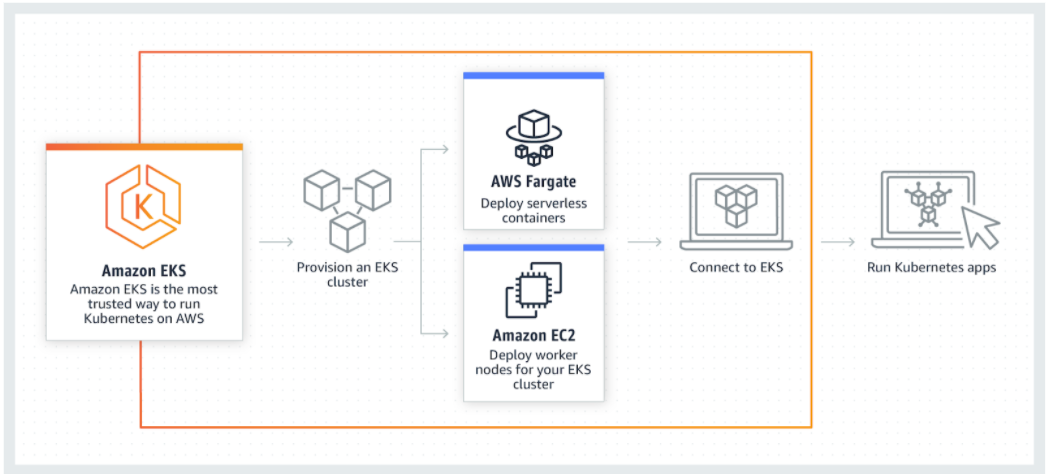 K
Amazon EKS
Amazon EKS is the most
trusted way to run
Kubernetes on AWS
Provision an EKS
cluster
AWS Fargate
Deploy serverless
containers
Amazon EC2
Deploy worker
nodes for your EKS
cluster
Connect to EKS
Run Kubernetes apps